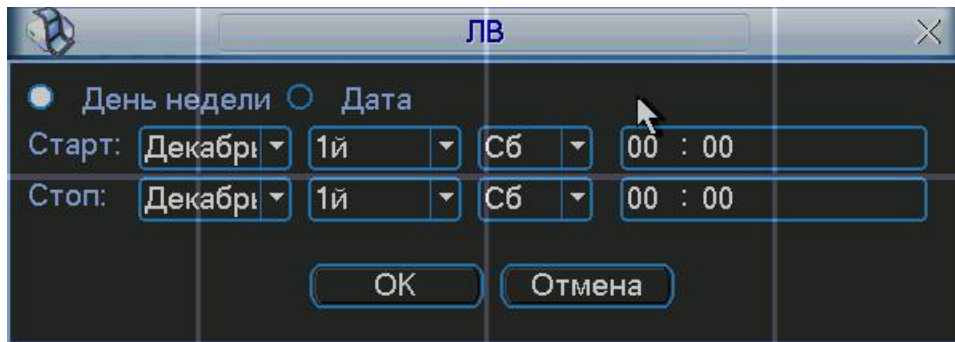 ЛВ
День недели Дата
Старт: Декабрь 1й Сб 00 : 00
Стоп: Декабрь 1й Сб 00 : 00
OK Отмена